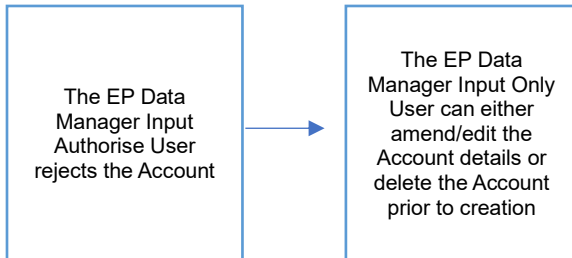 The EP Data
Manager Input
Authorise User
rejects the Account
The EP Data
Manager Input Only
User can either
amend/edit the
Account details or
delete the Account
prior to creation